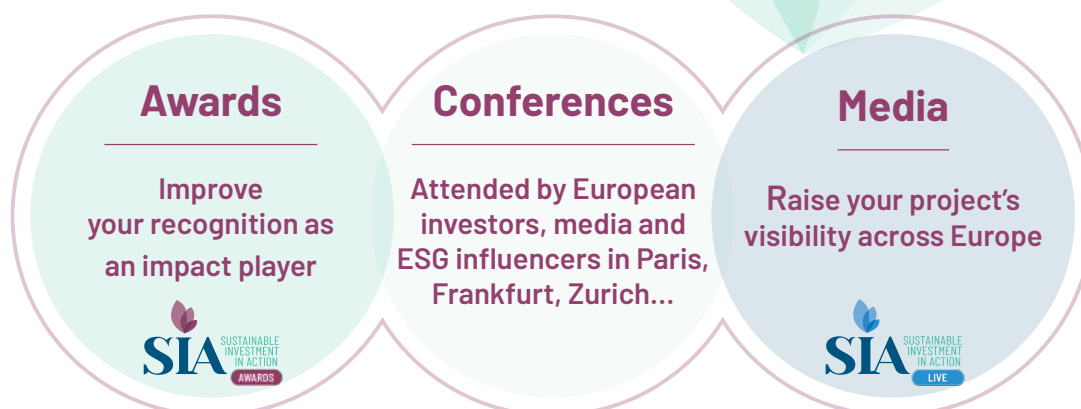 Awards
Improve
your recognition as
an impact player
SIA
SUSTAINABLE
INVESTMENT
IN ACTION
AWARDS
Conferences
Attended by European
investors, media and
ESG influencers in Paris,
Frankfurt, Zurich...
Media
Raise your project's
visibility across Europe
SIA
SUSTAINABLE
INVESTMENT
IN ACTION
LIVE